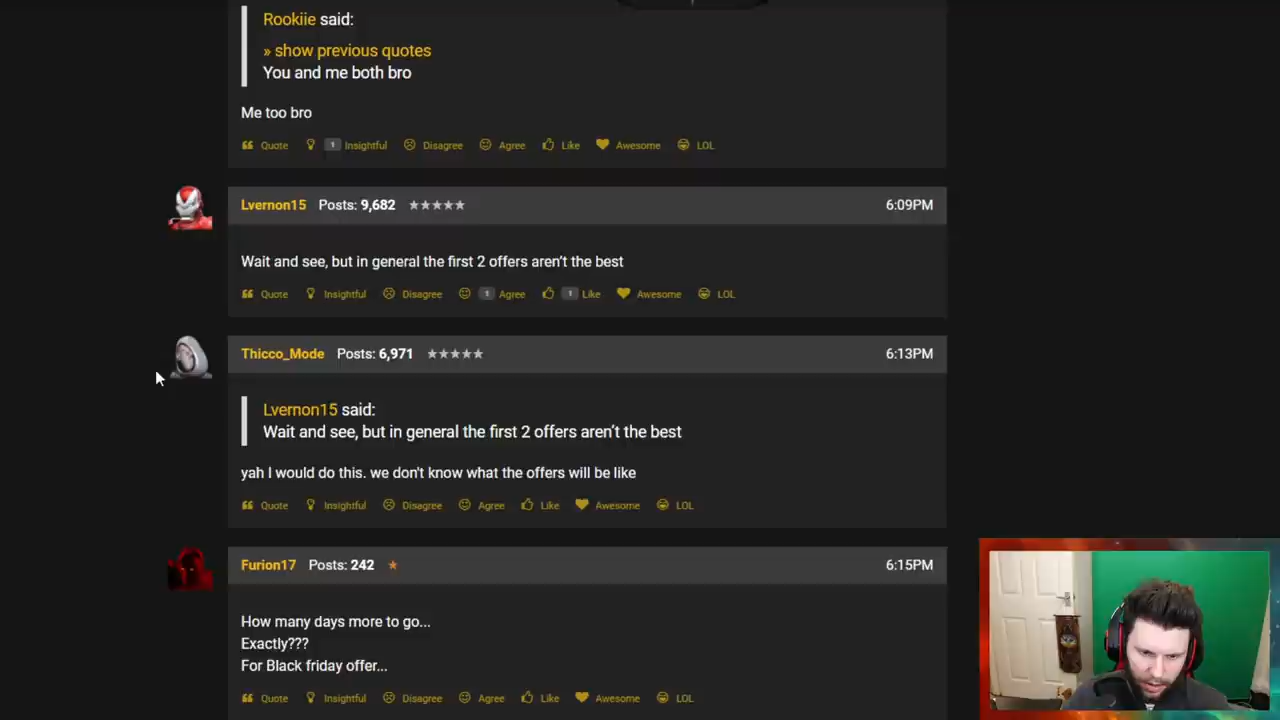 Rookiie said:
» show previous quotes
You and me both bro
Me too bro
Quote 1 Insightful Disagree Agree Like Awesome LOL
Lvernon15 Posts: 9,682 ★★★★★ 6:09PM
Wait and see, but in general the first 2 offers aren't the best
Quote Insightful Disagree 1 Agree 1 Like Awesome LOL
Thicco_Mode Posts: 6,971 ★★★★★ 6:13PM
Lvernon15 said:
Wait and see, but in general the first 2 offers aren't the best
yah I would do this. we don't know what the offers will be like
Quote Insightful Disagree Agree Like Awesome LOL
Furion17 Posts: 242 ★ 6:15PM
How many days more to go...
Exactly???
For Black friday offer...
Quote Insightful Disagree Agree Like Awesome LOL